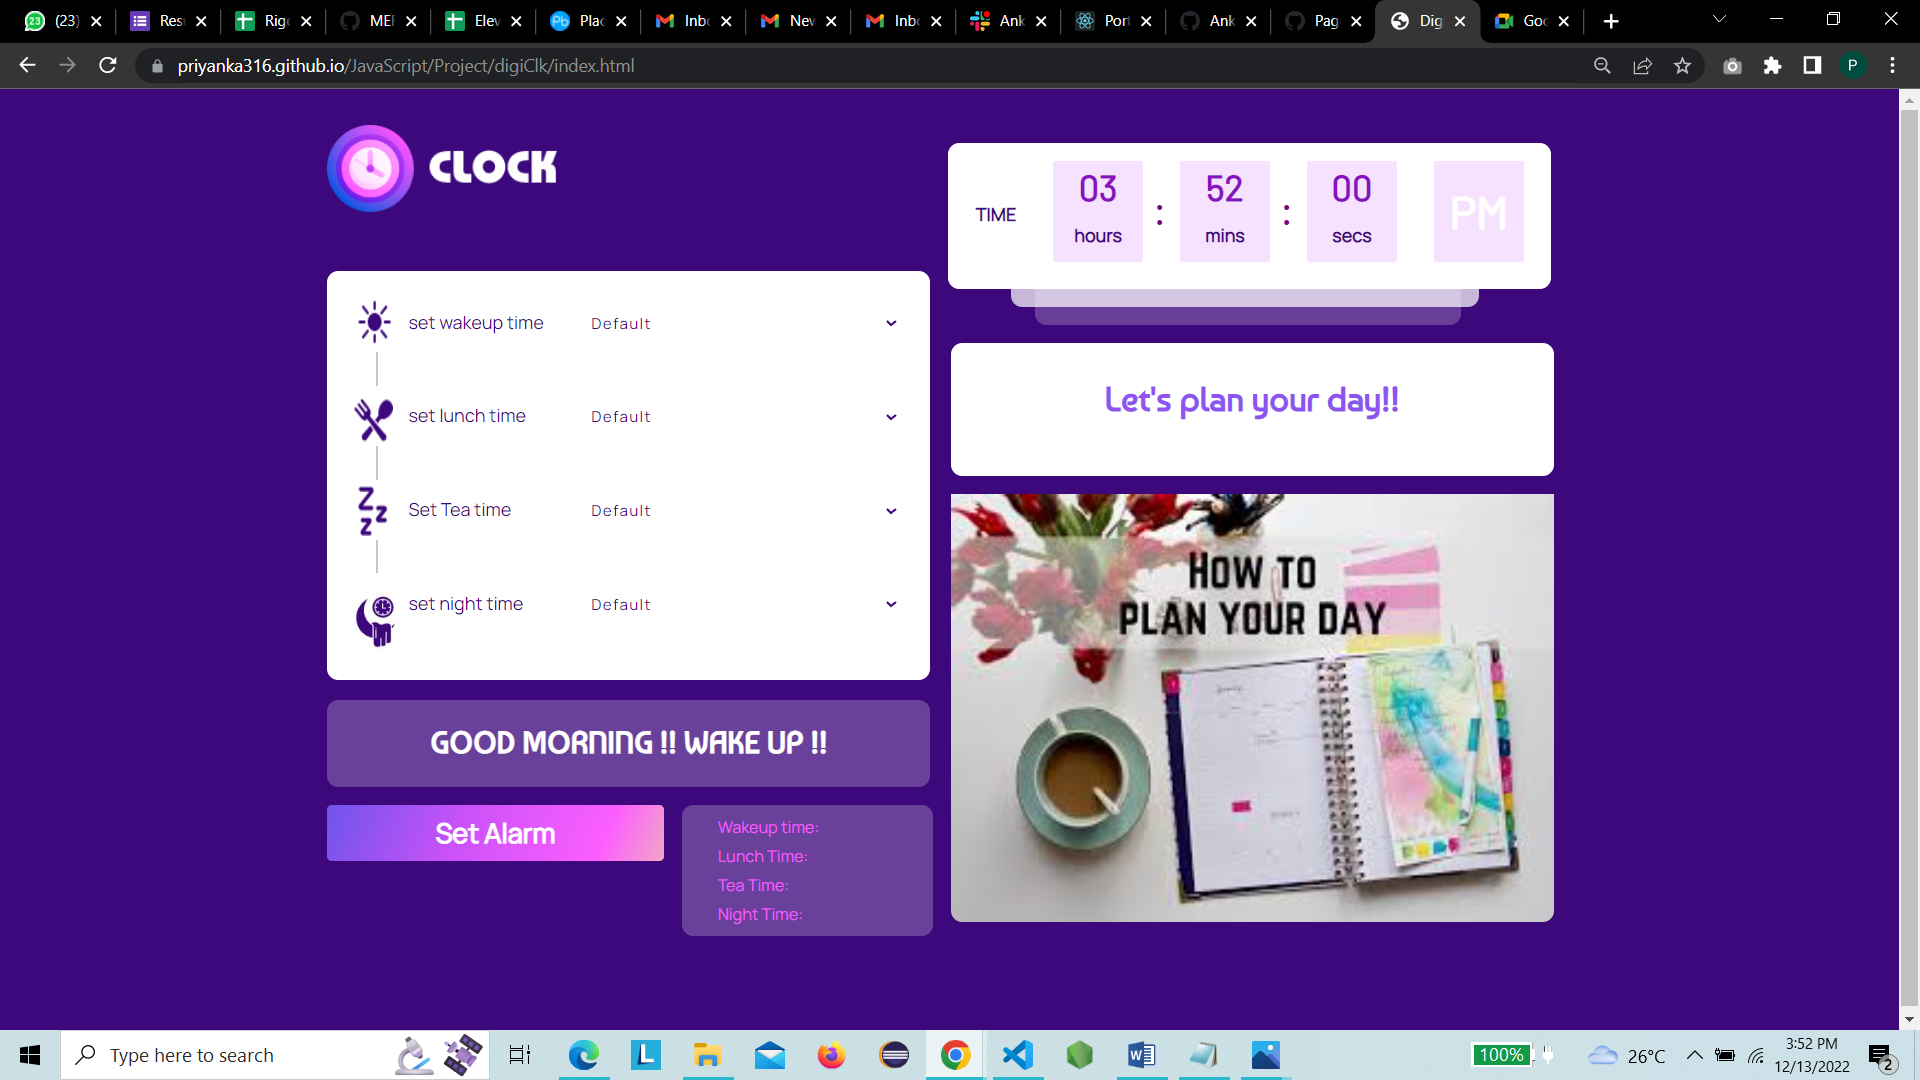 (23)
Res
Rig
MEF
Elev
Plac
Inbo
New
Inbo
Ank
Port
Ank
Pag
Dig
Goo
priyanka316.github.io/JavaScript/Project/digiClk/index.html
P
CLOCK
TIME
03 : 52 : 00 PM
hours mins secs
set wakeup time Default
set lunch time Default
Set Tea time Default
set night time Default
Let's plan your day!!
HOW TO
PLAN YOUR DAY
GOOD MORNING !! WAKE UP !!
Set Alarm
Wakeup time:
Lunch Time:
Tea Time:
Night Time:
Type here to search
100%
26°C
3:52 PM
12/13/2022
2